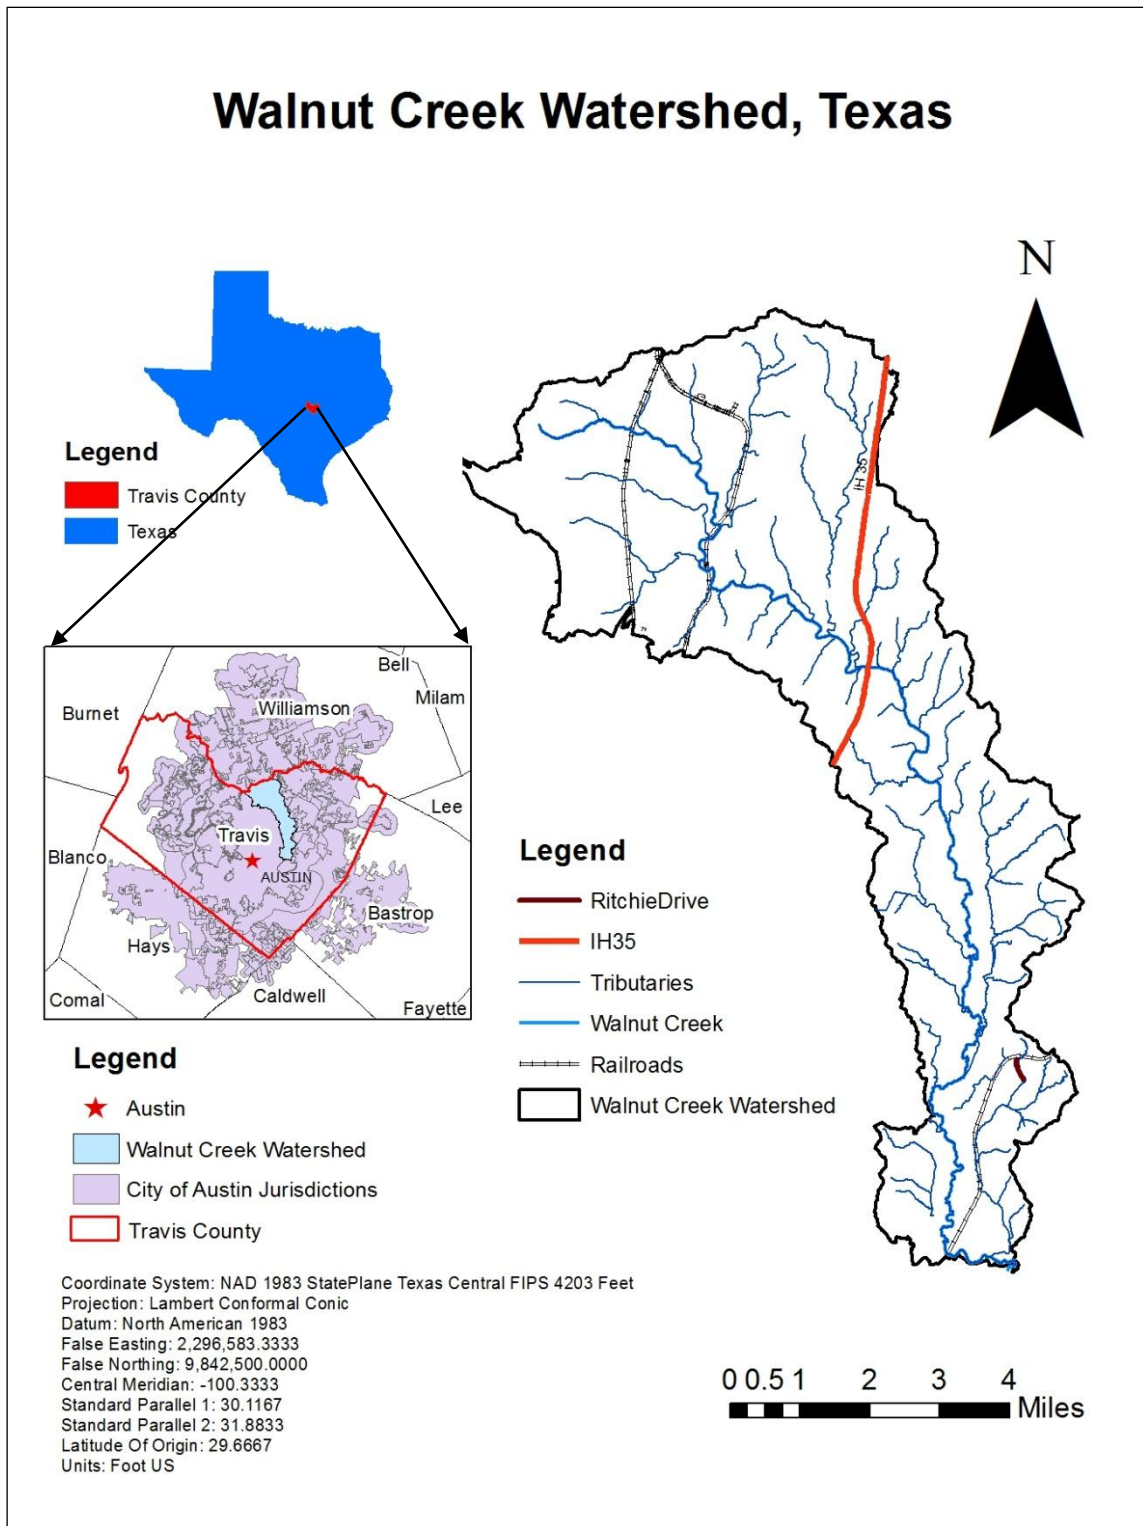 Walnut Creek Watershed, Texas
N
IH 35
Legend
Travis County
Texas
Bell
Milam
Burnet
Williamson
Lee
Travis
Blanco
AUSTIN
Bastrop
Hays
Caldwell
Comal
Fayette
Legend
RitchieDrive
IH35
Tributaries
Walnut Creek
Railroads
Walnut Creek Watershed
Legend
Austin
Walnut Creek Watershed
City of Austin Jurisdictions
Travis County
Coordinate System: NAD 1983 StatePlane Texas Central FIPS 4203 Feet
Projection: Lambert Conformal Conic
Datum: North American 1983
False Easting: 2,296,583.3333
False Northing: 9,842,500.0000
Central Meridian: -100.3333
Standard Parallel 1: 30.1167
Standard Parallel 2: 31.8833
Latitude Of Origin: 29.6667
Units: Foot US
0 0.5 1 2 3 4
Miles